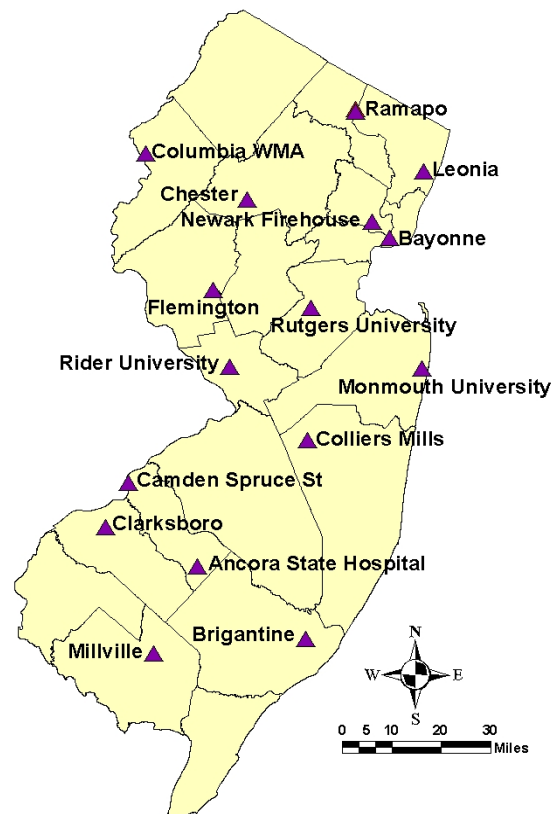 Ramapo
Columbia WMA
Leonia
Chester
Newark Firehouse
Bayonne
Flemington
Rutgers University
Rider University
Monmouth University
Colliers Mills
Camden Spruce St
Clarksboro
Ancora State Hospital
Brigantine
Millville
N
W E
S
0 5 10 20 30
Miles